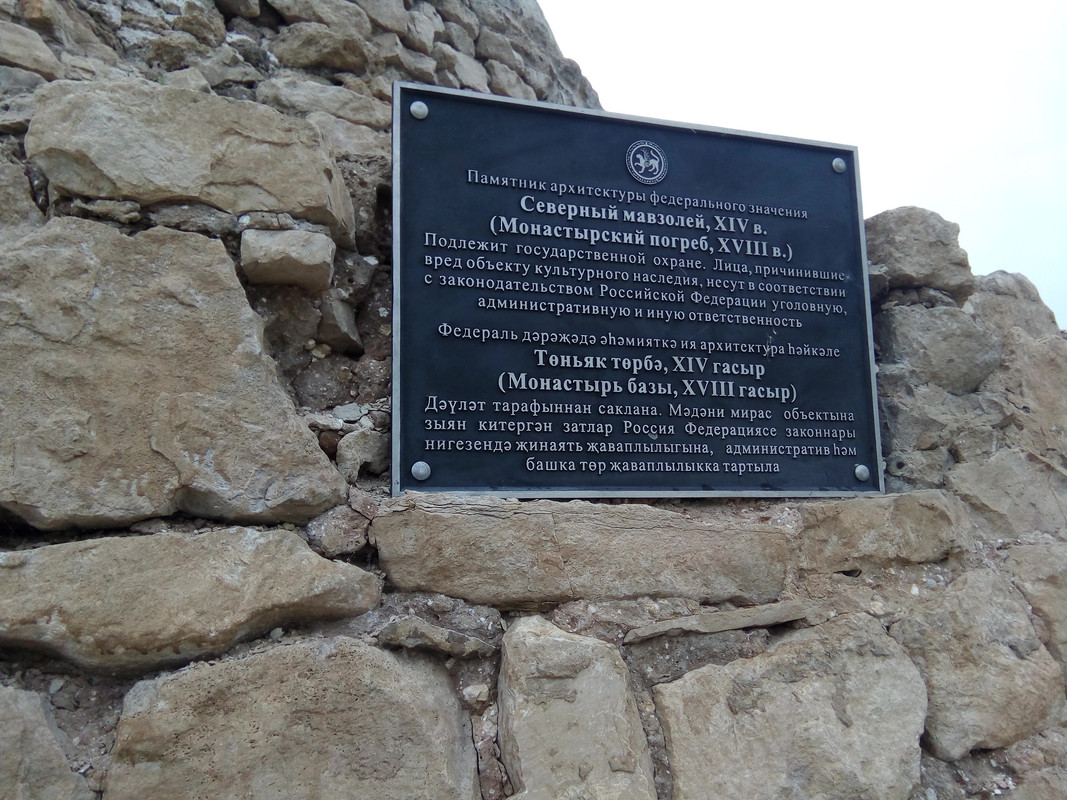 Памятник архитектуры федерального значения
Северный мавзолей, XIV в.
(Монастырский погреб, XVIII в.)
Подлежит государственной охране. Лица, причинившие
вред объекту культурного наследия, несут в соответствии
с законодательством Российской Федерации уголовную,
административную и иную ответственность
Федераль дәрәҗәдә әһәмияткә ия архитектура һәйкәле
Төньяк төрбә, XIV гасыр
(Монастырь базы, XVIII гасыр)
Дәүләт тарафыннан саклана. Мәдәни мирас объектына
зыян китергән затлар Россия Федерациясе законнары
нигезендә җинаять җаваплылыгына, административ һәм
башка төр җаваплылыкка тартыла